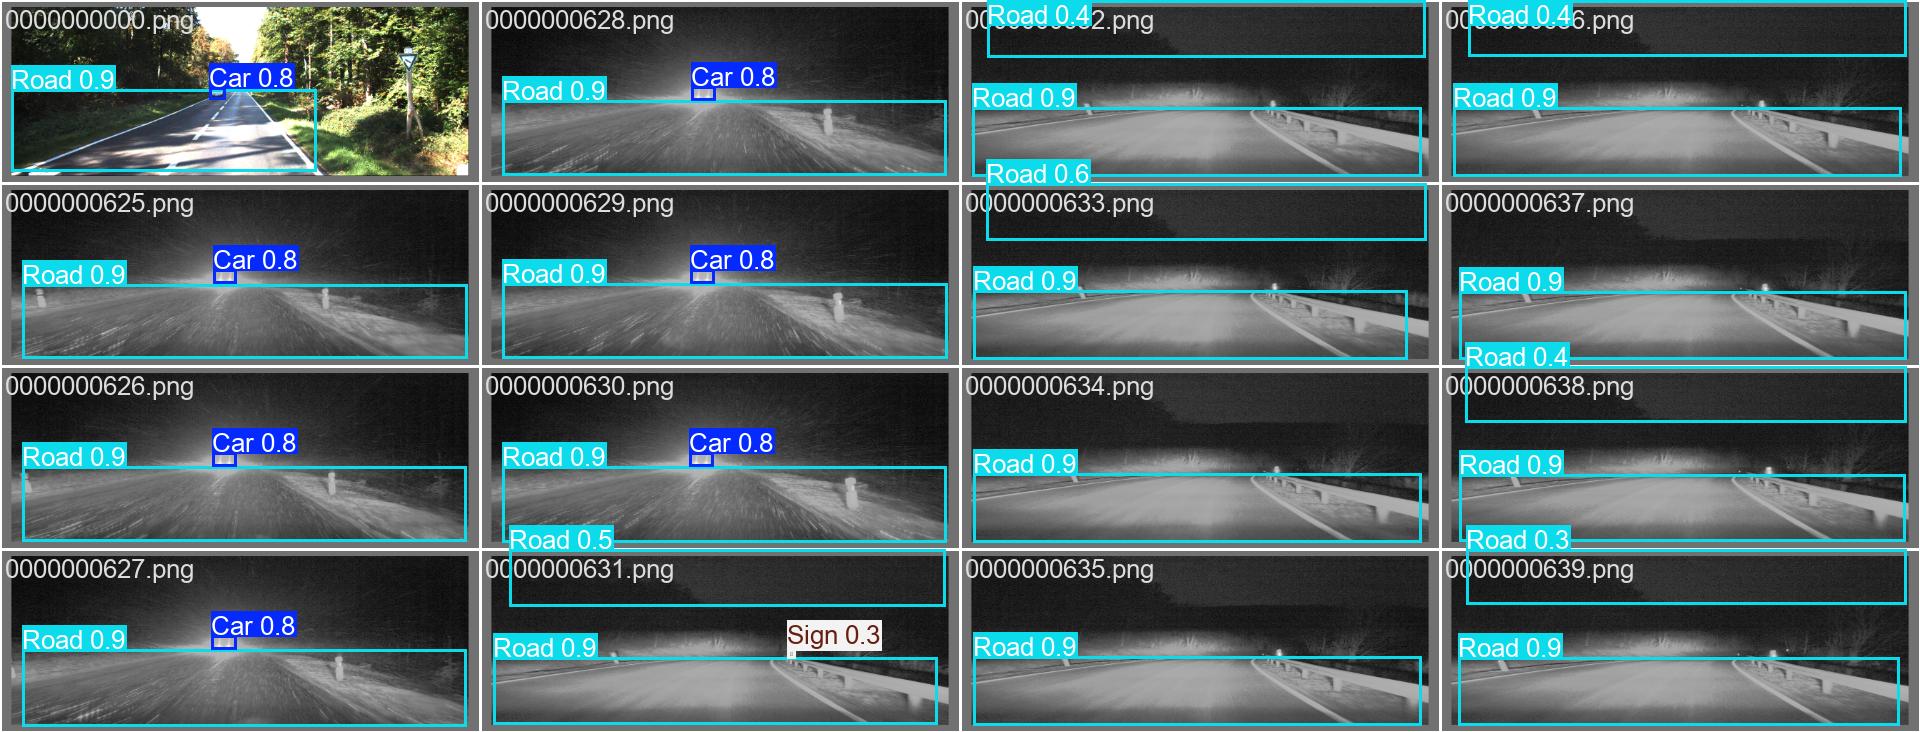 0000000000.png
Road 0.9
Car 0.8
0000000625.png
Car 0.8
Road 0.9
0000000626.png
Car 0.8
Road 0.9
0000000627.png
Car 0.8
Road 0.9
0000000628.png
Car 0.8
Road 0.9
0000000629.png
Car 0.8
Road 0.9
0000000630.png
Car 0.8
Road 0.9
Road 0.5
0000000631.png
Sign 0.3
Road 0.9
Road 0.4
Road 0.9
Road 0.6
0000000633.png
Road 0.9
0000000634.png
Road 0.9
0000000635.png
Road 0.9
Road 0.4
Road 0.9
0000000637.png
Road 0.9
Road 0.4
0000000638.png
Road 0.9
Road 0.3
0000000639.png
Road 0.9